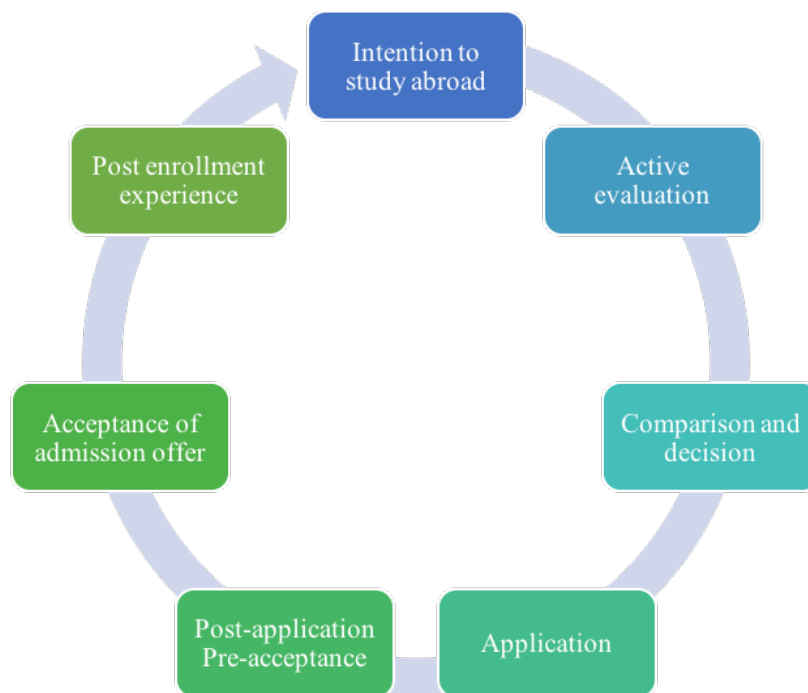 Intention to
study abroad
Active
evaluation
Comparison and
decision
Application
Post-application
Pre-acceptance
Acceptance of
admission offer
Post enrollment
experience